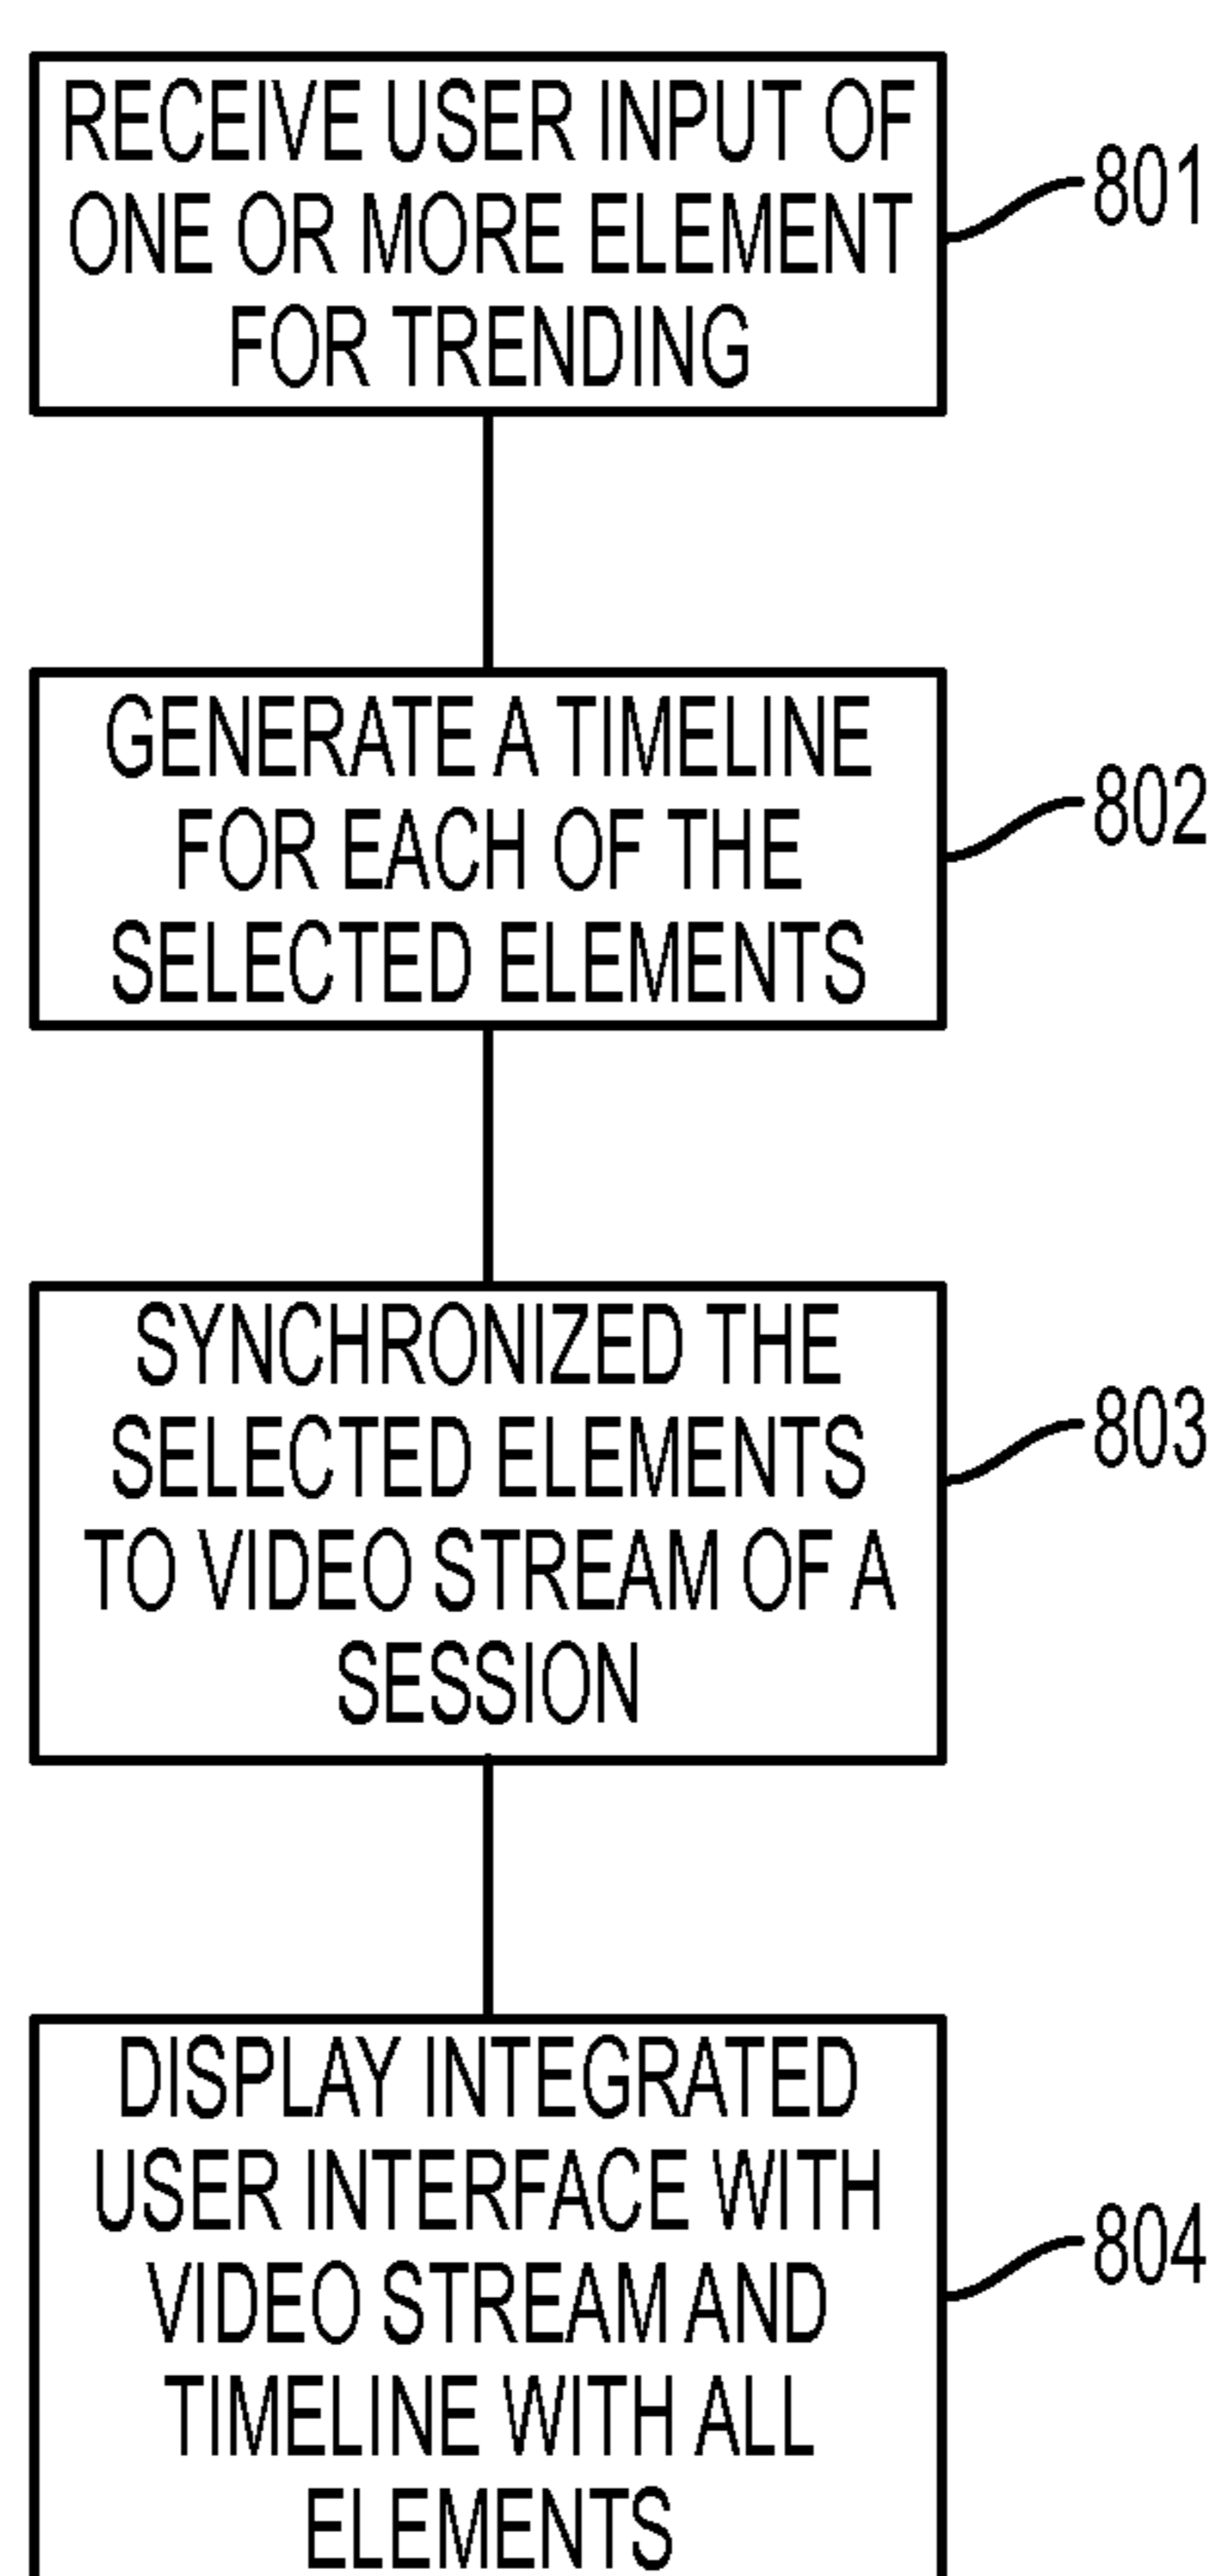 RECEIVE USER INPUT OF
ONE OR MORE ELEMENT
FOR TRENDING
801
GENERATE A TIMELINE
FOR EACH OF THE
SELECTED ELEMENTS
802
SYNCHRONIZED THE
SELECTED ELEMENTS
TO VIDEO STREAM OF A
SESSION
803
DISPLAY INTEGRATED
USER INTERFACE WITH
VIDEO STREAM AND
TIMELINE WITH ALL
ELEMENTS
804